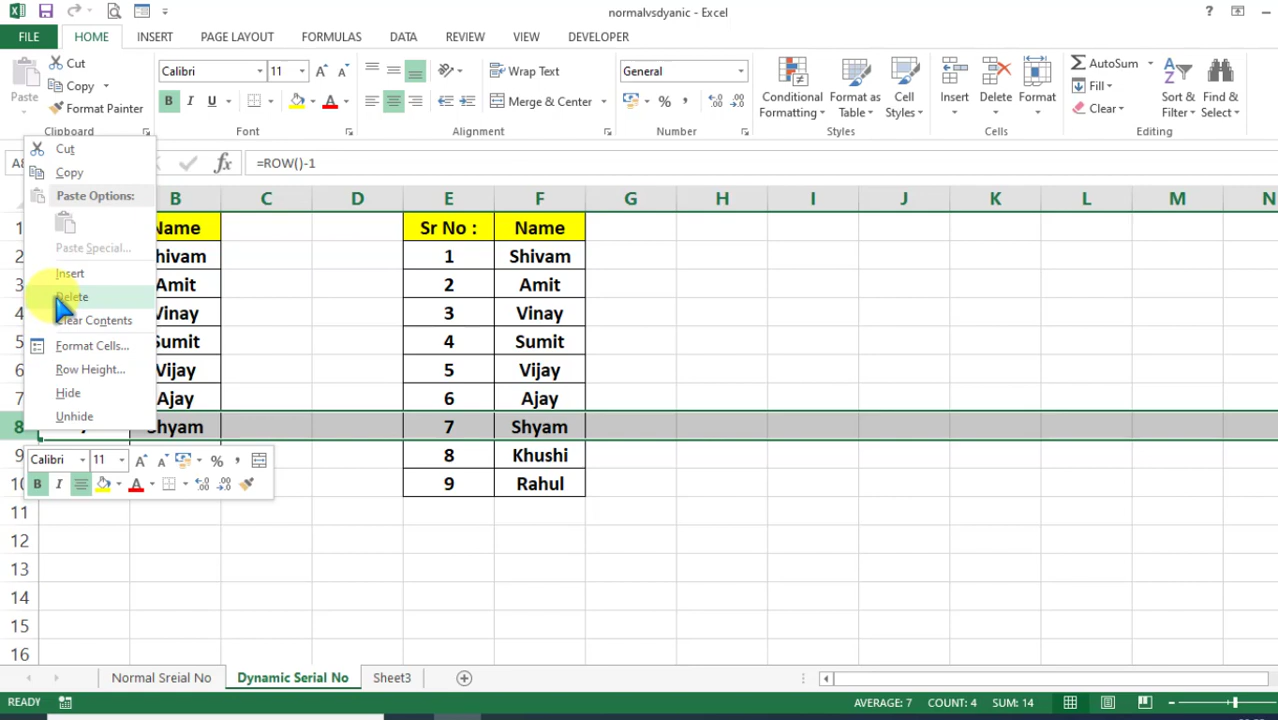 normalvsdyanic - Excel
?
FILE HOME INSERT PAGE LAYOUT FORMULAS DATA REVIEW VIEW DEVELOPER
Paste
Cut
Copy
Format Painter
Clipboard
Calibri 11
B I U
Font
Wrap Text
Merge & Center
Alignment
General
% ,
Number
Conditional Formatting
Format as Table
Cell Styles
Styles
Insert Delete Format
Cells
AutoSum
Fill
Clear
Sort & Filter
Find & Select
Editing
fx =ROW()-1
B C D E F G H I J K L M N
1 Name Sr No : Name
2 Shivam 1 Shivam
3 Amit 2 Amit
4 Vinay 3 Vinay
5 Sumit 4 Sumit
6 Vijay 5 Vijay
7 Ajay 6 Ajay
8 Shyam 7 Shyam
9 8 Khushi
10 9 Rahul
11
12
13
14
15
16
Cut
Copy
Paste Options:
Paste Special...
Insert
Delete
Clear Contents
Format Cells...
Row Height...
Hide
Unhide
Calibri 11 % ,
B I A
Normal Sreial No Dynamic Serial No Sheet3
READY AVERAGE: 7 COUNT: 4 SUM: 14